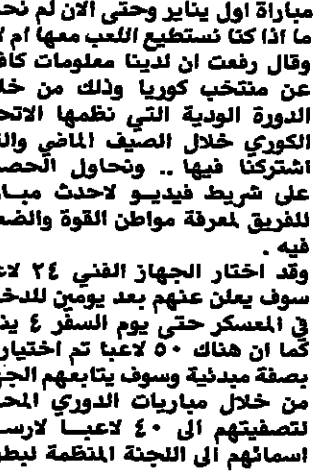 مباراة اول يناير وحتى الان لم نحد
ما اذا كنا نستطيع اللعب معها ام لا
وقال رفعت ان لدينا معلومات كاف
عن منتخب كوريا وذلك من خلا
الدورة الودية التي نظمها الاتح
الكوري خلال الصيف الماضي والت
اشتركنا فيها .. ونحاول الحص
على شريط فيديو لاحدث مبار
للفريق لمعرفة مواطن القوة والضع
فيه .
وقد اختار الجهاز الفني ٢٤ لاع
سوف يعلن عنهم بعد يومين للدخ
في المعسكر حتى يوم السفر ٤ ين
كما ان هناك ٥٠ لاعبا تم اختيار
بصفة مبدئية وسوف يتابعهم الجه
من خلال مباريات الدوري المح
لتصفيتهم الى ٤٠ لاعبا لارس
اسمائهم الى اللجنة المنظمة لبطو